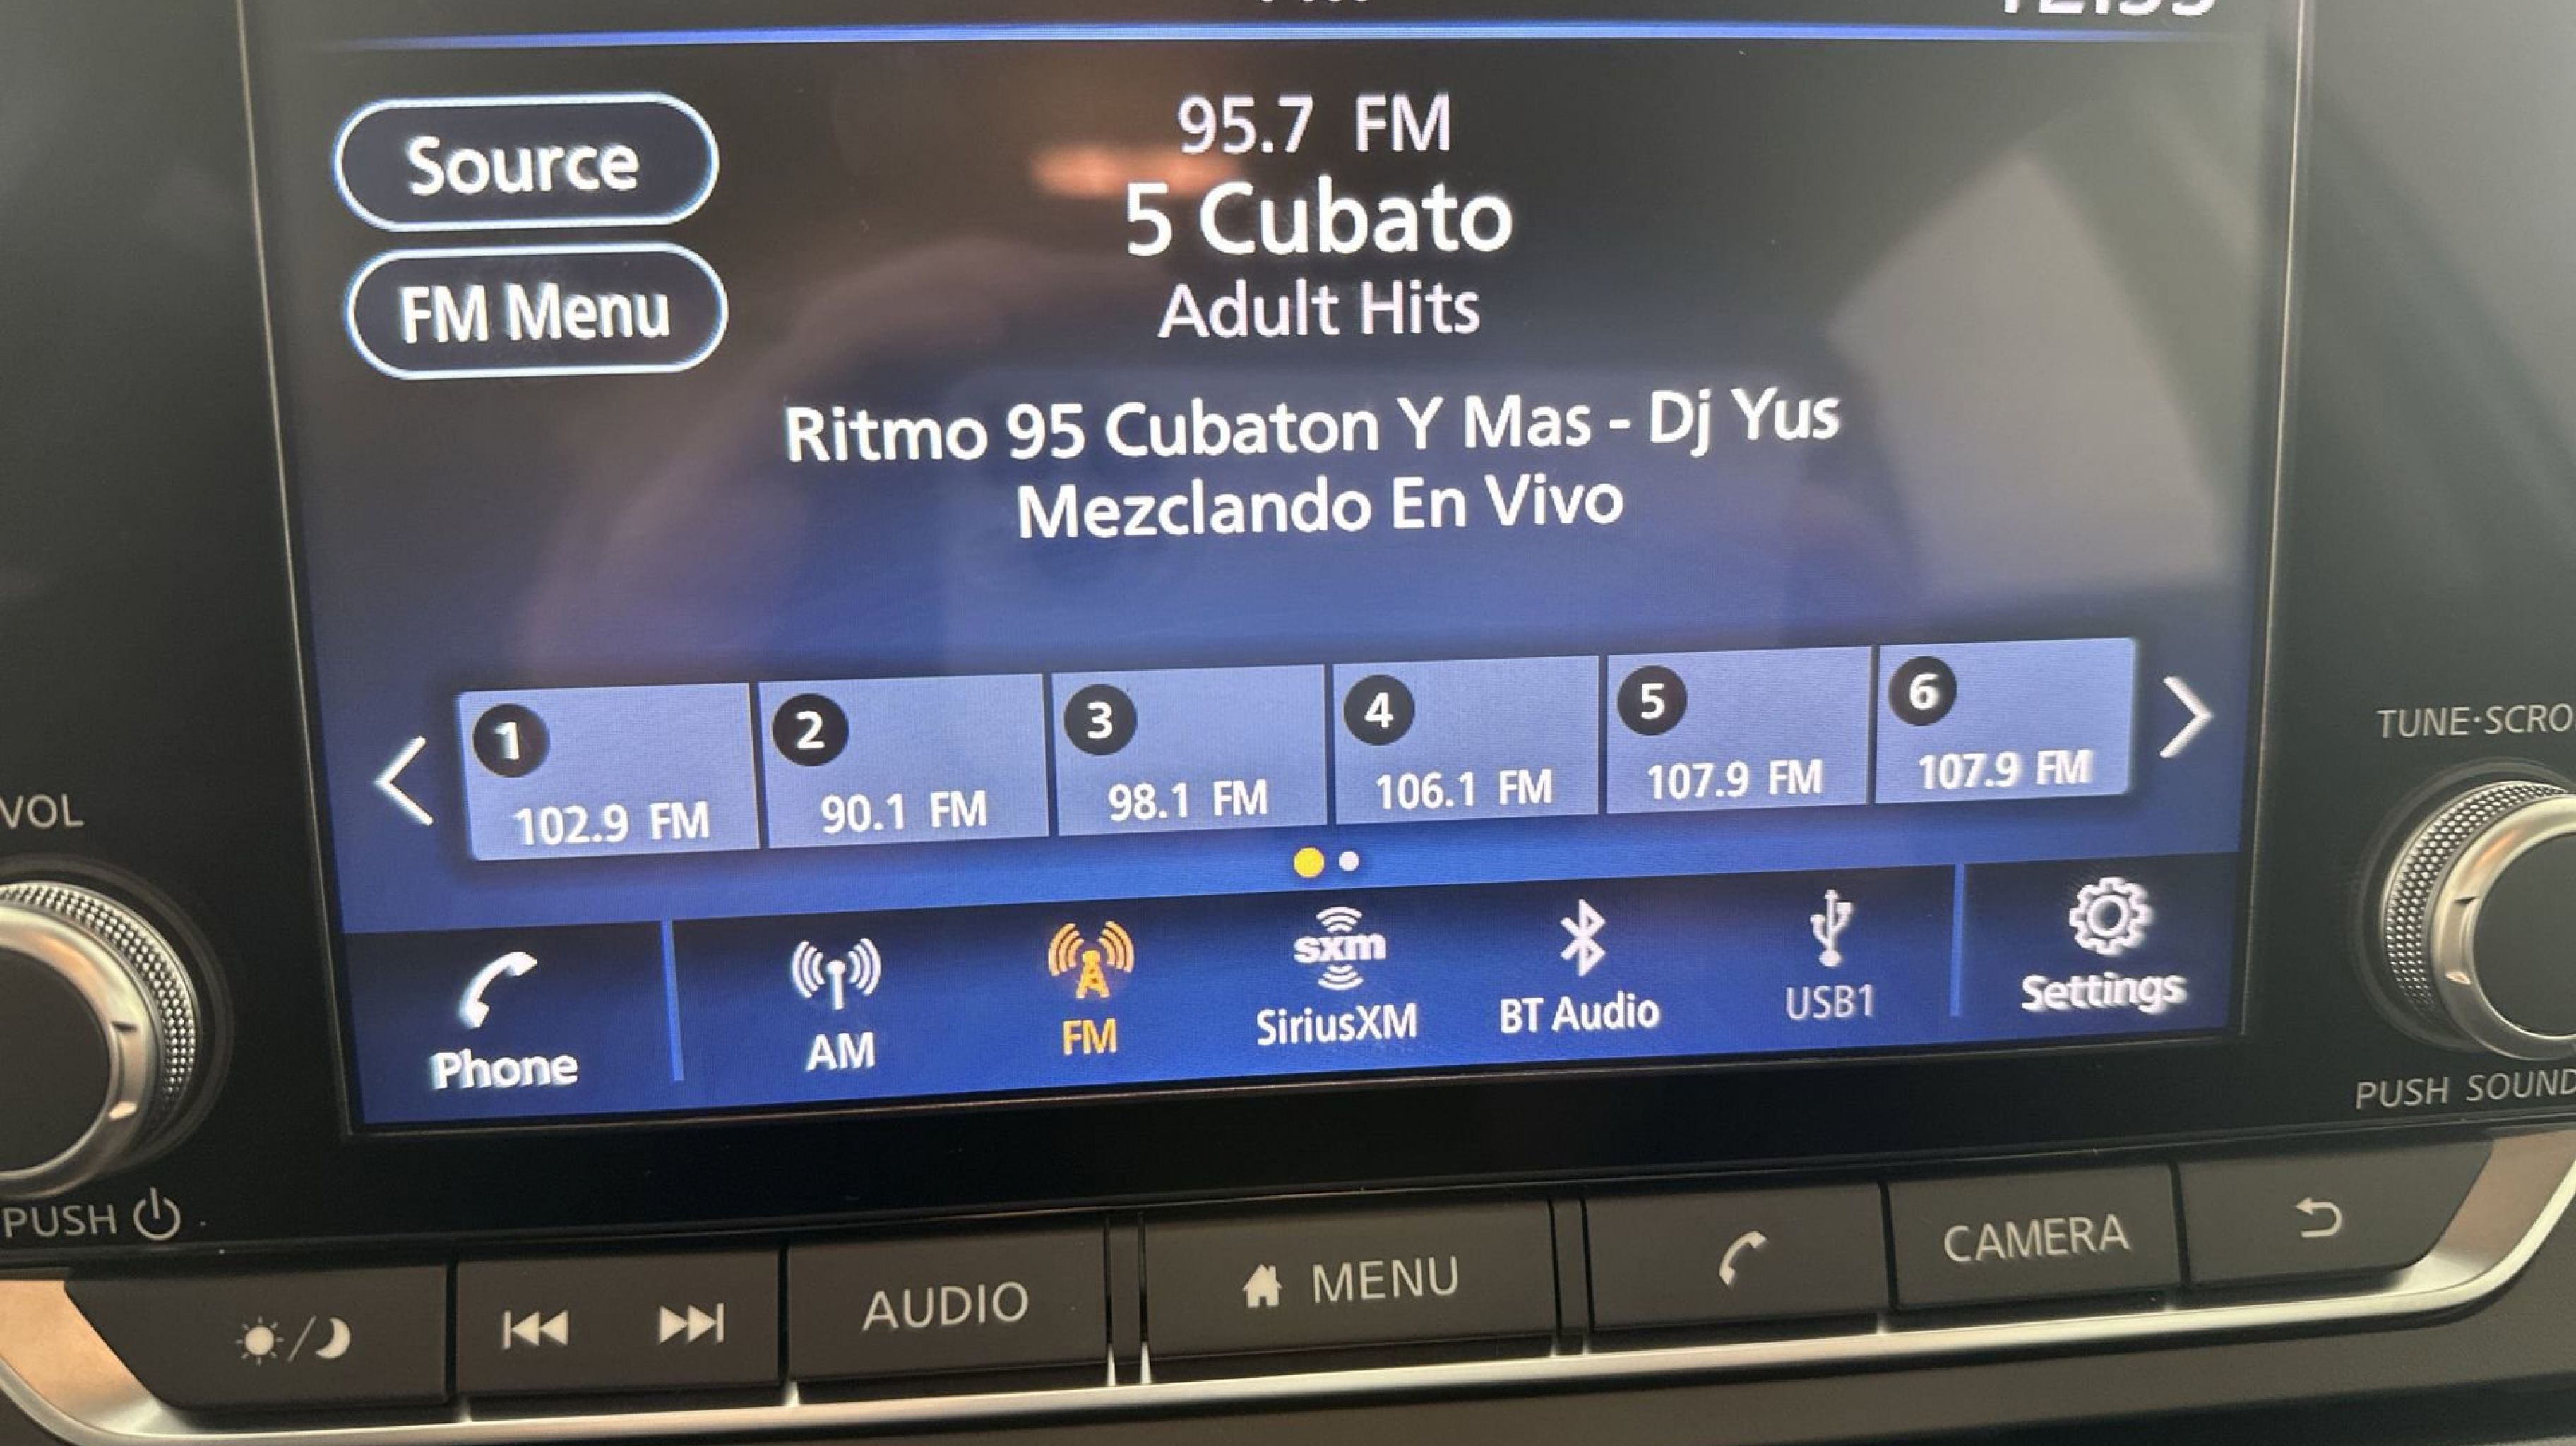 95.7 FM
Source
5 Cubato
Adult Hits
FM Menu
Ritmo 95 Cubaton Y Mas - Dj Yus
Mezclando En Vivo
1 2 3 4 5 6
102.9 FM 90.1 FM 98.1 FM 106.1 FM 107.9 FM 107.9 FM
TUNE·SCRO
VOL
sxm
Phone AM FM SiriusXM BT Audio USB1 Settings
PUSH SOUND
PUSH
AUDIO MENU CAMERA